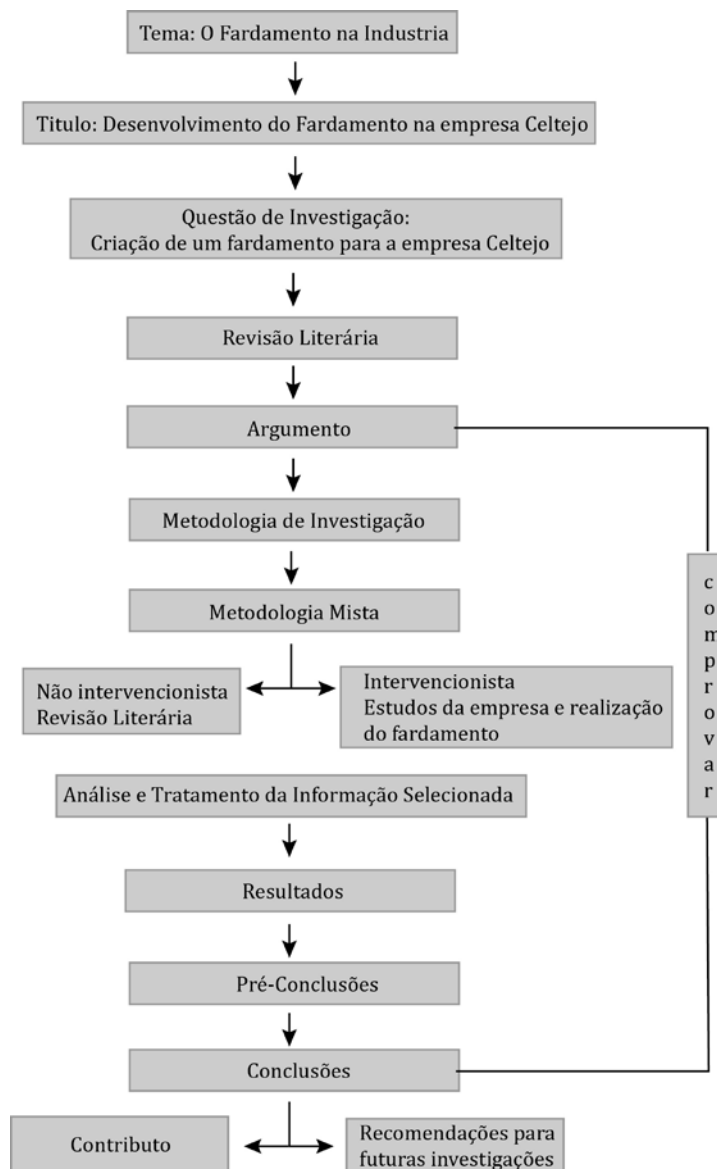 Tema: O Fardamento na Industria
Titulo: Desenvolvimento do Fardamento na empresa Celtejo
Questão de Investigação:
Criação de um fardamento para a empresa Celtejo
Revisão Literária
Argumento
Metodologia de Investigação
Metodologia Mista
Não intervencionista
Revisão Literária
Intervencionista
Estudos da empresa e realização
do fardamento
comprovar
Análise e Tratamento da Informação Selecionada
Resultados
Pré-Conclusões
Conclusões
Contributo
Recomendações para
futuras investigações